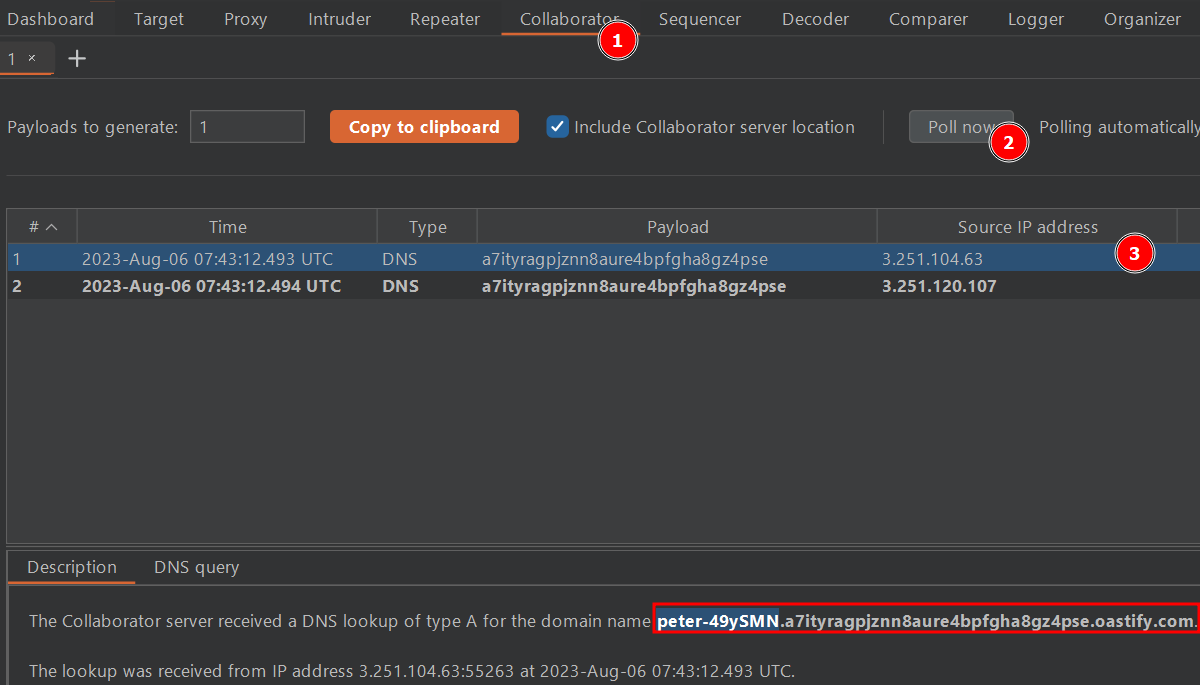 Dashboard Target Proxy Intruder Repeater Collaborator Sequencer Decoder Comparer Logger Organizer
1
1 × +
Payloads to generate: 1 Copy to clipboard Include Collaborator server location Poll now Polling automatically
2
# Time Type Payload Source IP address
3
1 2023-Aug-06 07:43:12.493 UTC DNS a7ityragpjznn8aure4bpfgha8gz4pse 3.251.104.63
2 2023-Aug-06 07:43:12.494 UTC DNS a7ityragpjznn8aure4bpfgha8gz4pse 3.251.120.107
Description DNS query
The Collaborator server received a DNS lookup of type A for the domain name peter-49ySMN.a7ityragpjznn8aure4bpfgha8gz4pse.oastify.com.
The lookup was received from IP address 3.251.104.63:55263 at 2023-Aug-06 07:43:12.493 UTC.